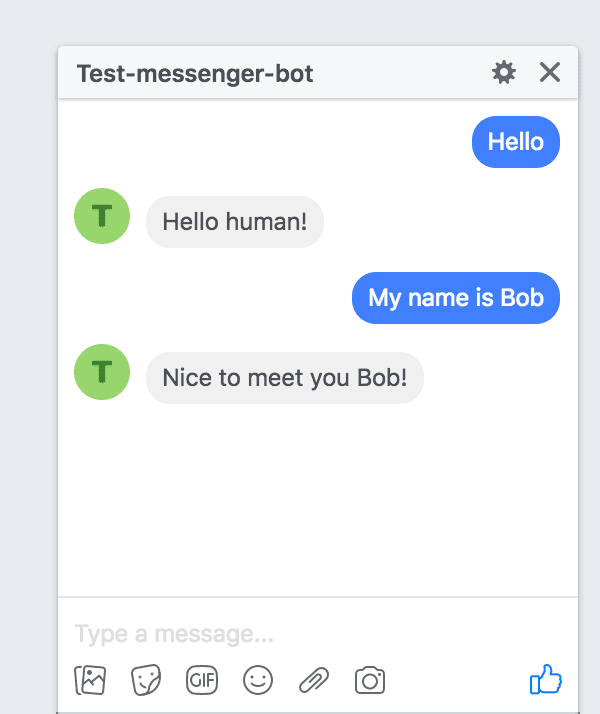 Test-messenger-bot
Hello
T
Hello human!
My name is Bob
T
Nice to meet you Bob!
Type a message...
GIF